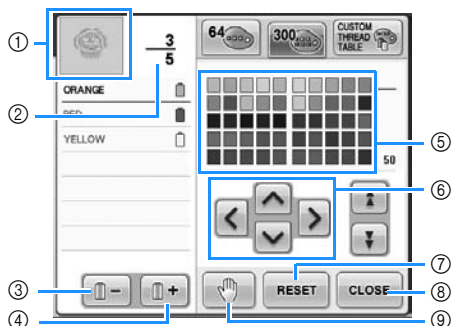 ①
3
5
②
ORANGE
RED
YELLOW
64
300
CUSTOM
THREAD
TABLE
⑤
50
⑥
③
④
⑦
RESET
CLOSE
⑧
⑨